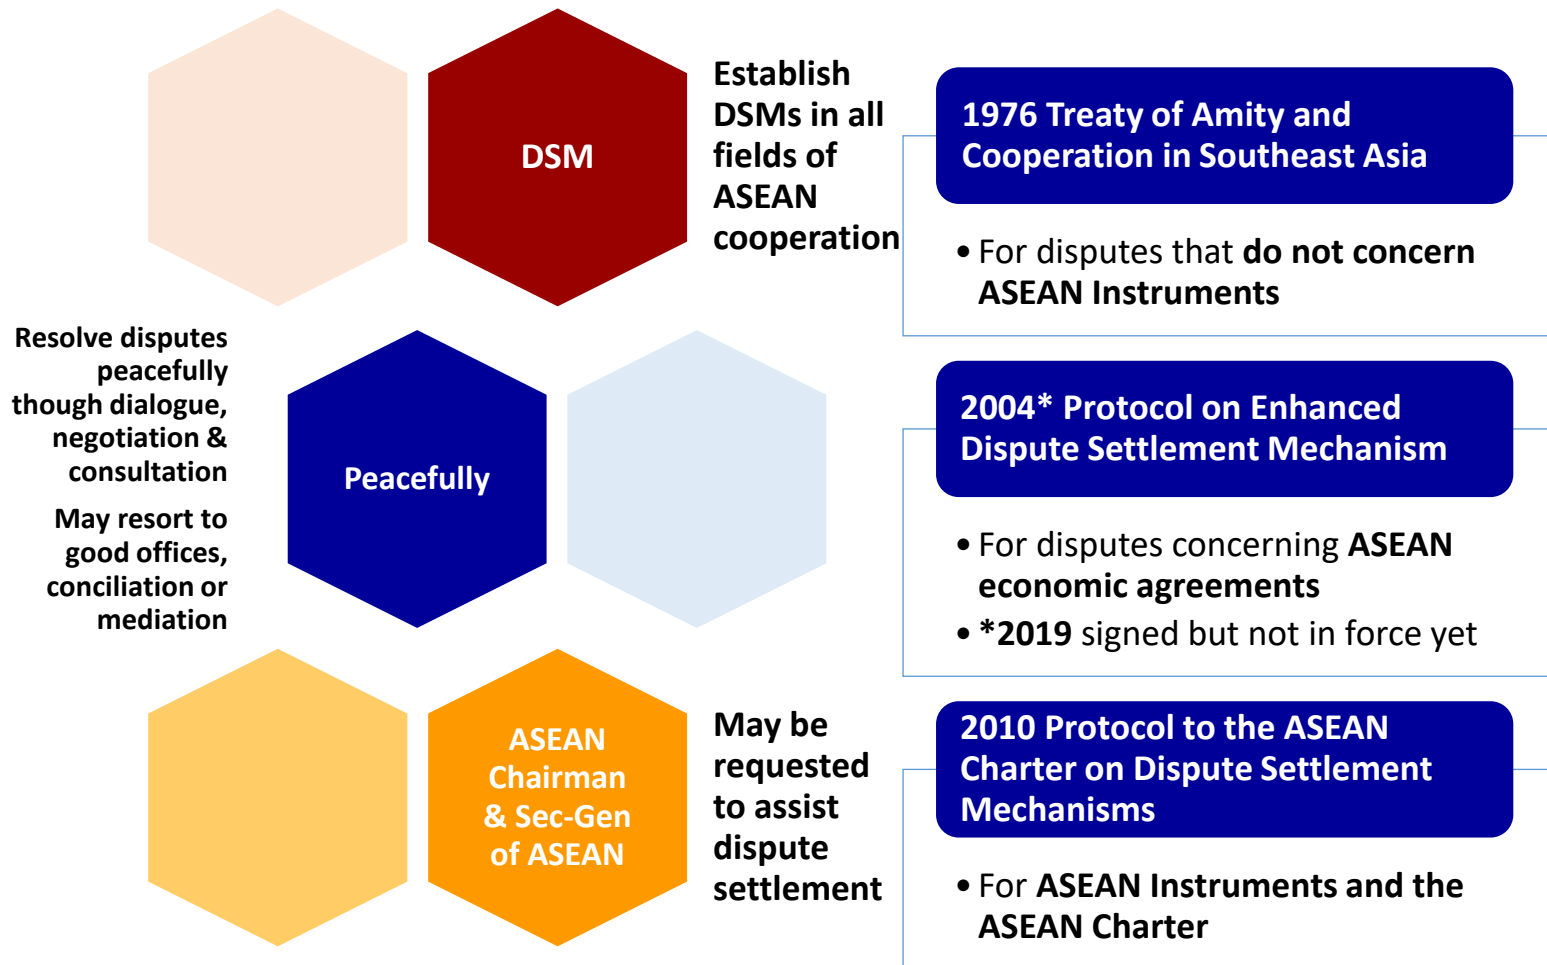 DSM
Establish
DSMs in all
fields of
ASEAN
cooperation
Resolve disputes
peacefully
though dialogue,
negotiation &
consultation
May resort to
good offices,
conciliation or
mediation
Peacefully
ASEAN
Chairman
& Sec-Gen
of ASEAN
May be
requested
to assist
dispute
settlement
1976 Treaty of Amity and
Cooperation in Southeast Asia
• For disputes that do not concern
ASEAN Instruments
2004* Protocol on Enhanced
Dispute Settlement Mechanism
• For disputes concerning ASEAN
economic agreements
• *2019 signed but not in force yet
2010 Protocol to the ASEAN
Charter on Dispute Settlement
Mechanisms
• For ASEAN Instruments and the
ASEAN Charter